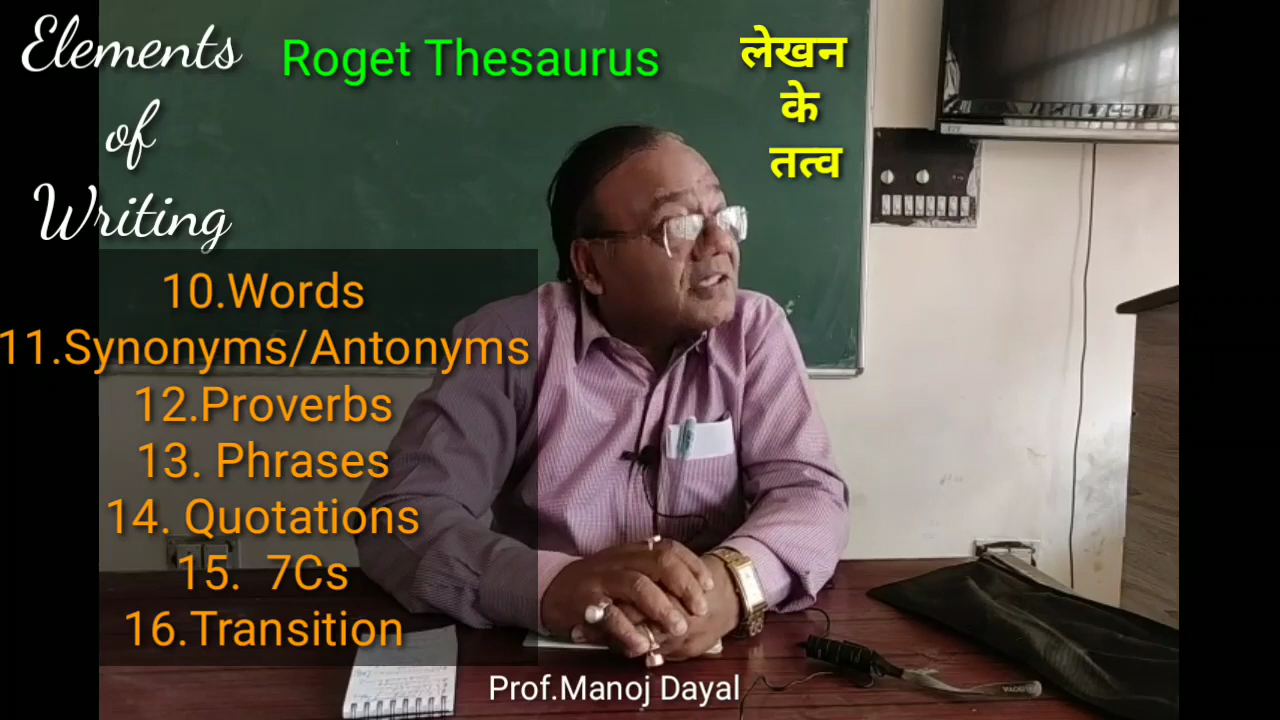 Elements
of
Writing
Roget Thesaurus
लेखन
के
तत्व
10.Words
11.Synonyms/Antonyms
12.Proverbs
13. Phrases
14. Quotations
15. 7Cs
16.Transition
Prof.Manoj Dayal